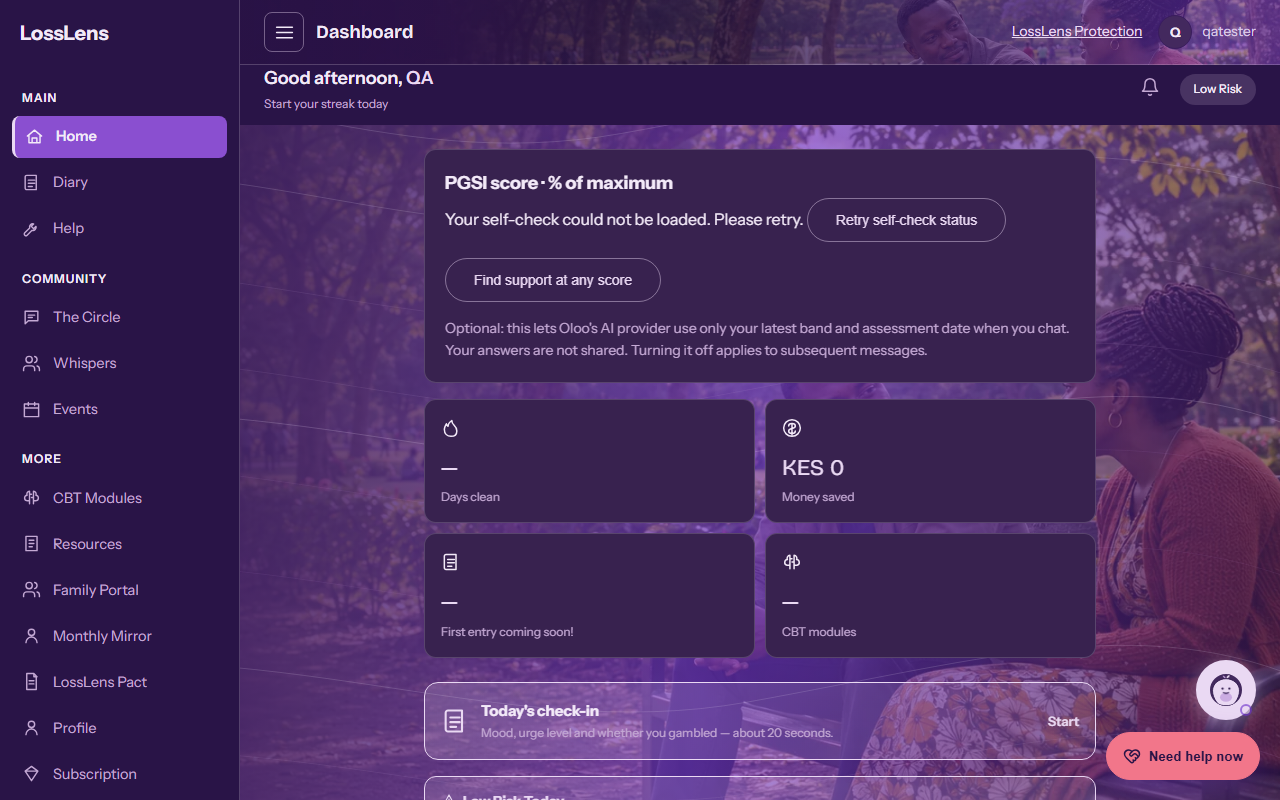 LossLens
MAIN
Home
Diary
Help
COMMUNITY
The Circle
Whispers
Events
MORE
CBT Modules
Resources
Family Portal
Monthly Mirror
LossLens Pact
Profile
Subscription
Dashboard
LossLens Protection
Q
qatester
Good afternoon, QA
Start your streak today
Low Risk
PGSI score · % of maximum
Your self-check could not be loaded. Please retry.
Retry self-check status
Find support at any score
Optional: this lets Oloo's AI provider use only your latest band and assessment date when you chat.
Your answers are not shared. Turning it off applies to subsequent messages.
—
Days clean
KES 0
Money saved
—
First entry coming soon!
—
CBT modules
Today's check-in
Mood, urge level and whether you gambled — about 20 seconds.
Start
Need help now
Low Risk Today